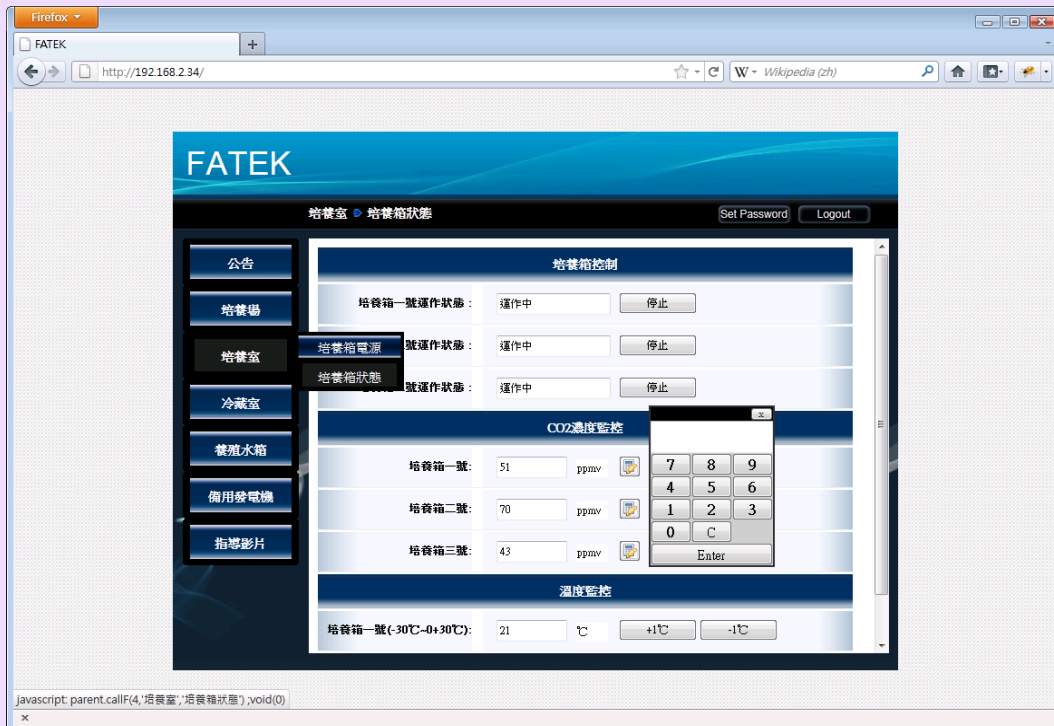 Firefox
FATEK
+
http://192.168.2.34/
W Wikipedia (zh)
FATEK
培養室 培養箱狀態
Set Password Logout
公告
培養場
培養室
冷藏室
養殖水箱
備用發電機
指導影片
培養箱電源
培養箱狀態
培養箱控制
培養箱一號運作狀態 : 運作中 停止
號運作狀態 : 運作中 停止
號運作狀態 : 運作中 停止
CO2濃度監控
培養箱一號: 51 ppmv
培養箱二號: 70 ppmv
培養箱三號: 43 ppmv
x
7 8 9
4 5 6
1 2 3
0 C
Enter
溫度監控
培養箱一號(-30℃~0+30℃): 21 ℃ +1℃ -1℃
javascript: parent.callF(4,'培養室','培養箱狀態') ;void(0)
×